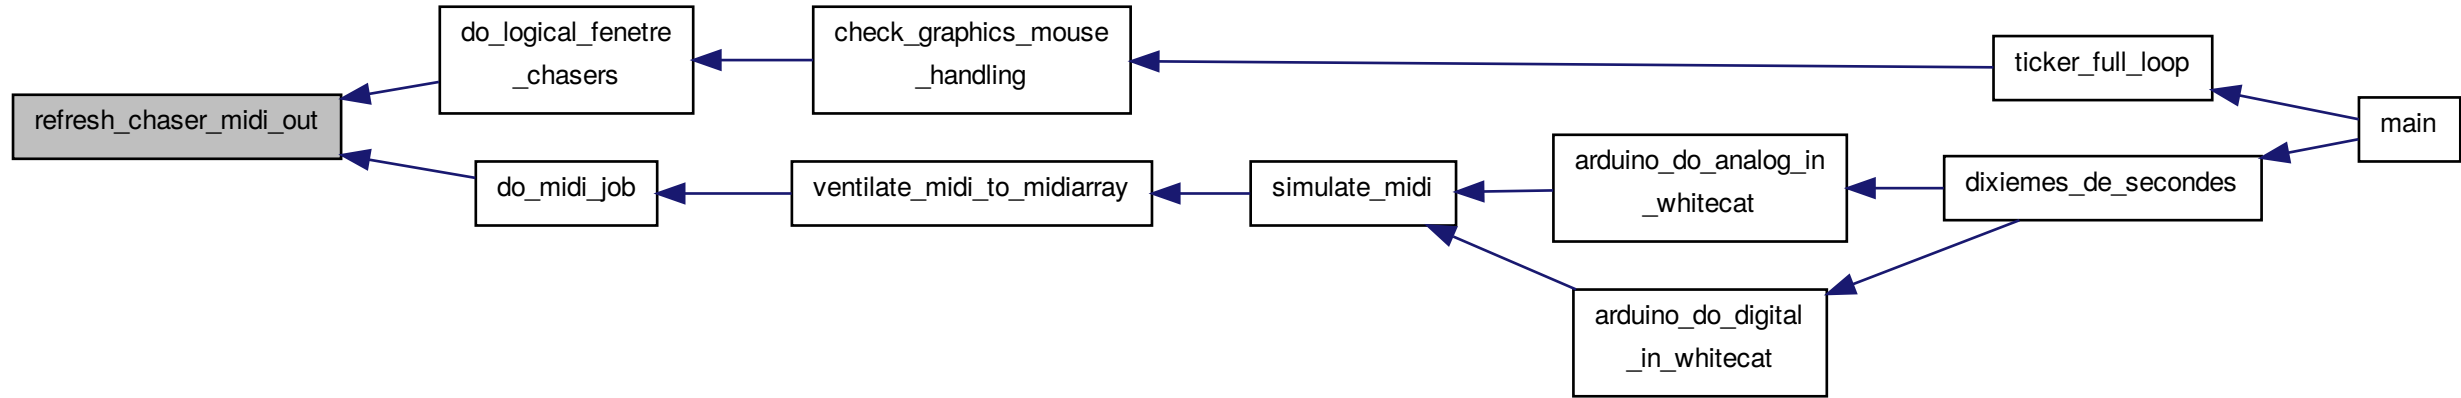 refresh_chaser_midi_out
do_logical_fenetre
_chasers
check_graphics_mouse
_handling
ticker_full_loop
main
do_midi_job
ventilate_midi_to_midiarray
simulate_midi
arduino_do_analog_in
_whitecat
dixiemes_de_secondes
arduino_do_digital
_in_whitecat